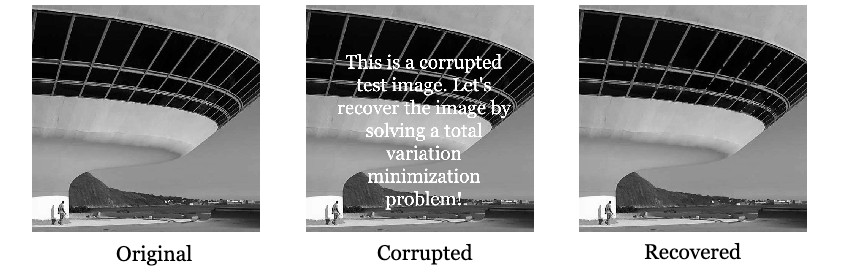 This is a corrupted
test image. Let's
recover the image by
solving a total
variation
minimization
problem!
Original
Corrupted
Recovered